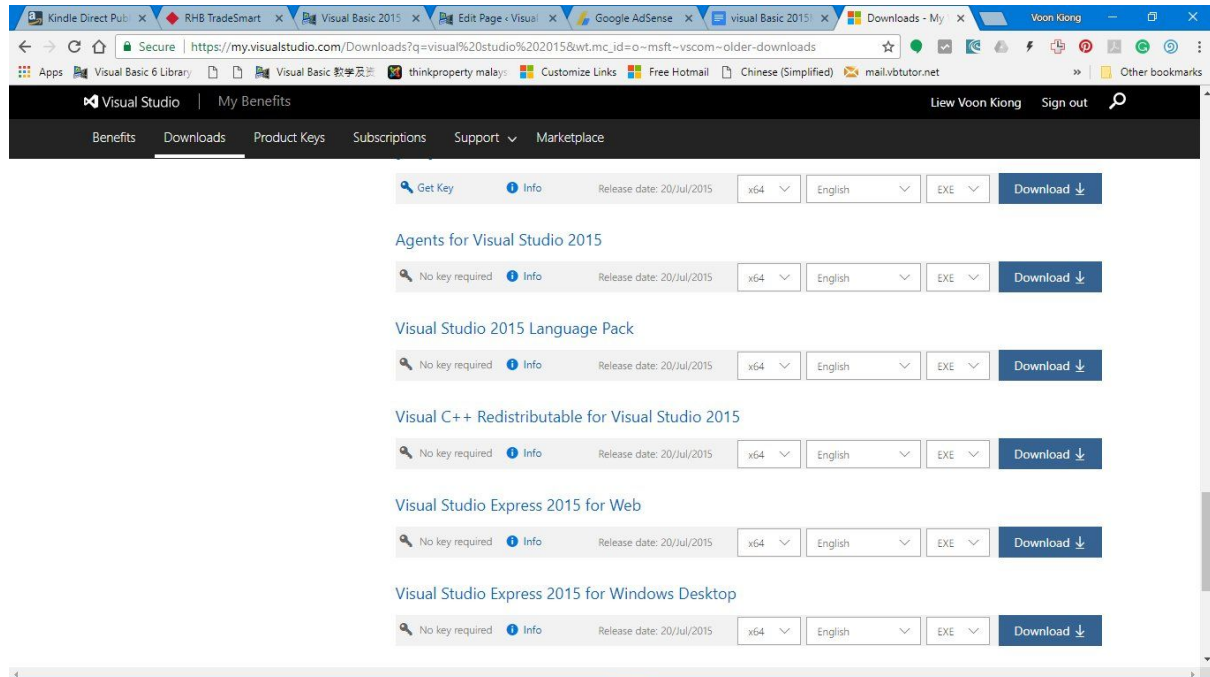 Kindle Direct Publ
RHB TradeSmart
Visual Basic 2015
Edit Page ‹ Visual
Google AdSense
visual Basic 2015
Downloads - My
Voon Kiong
Secure | https://my.visualstudio.com/Downloads?q=visual%20studio%202015&wt.mc_id=o~msft~vscom~older-downloads
Apps Visual Basic 6 Library Visual Basic 教学及资 thinkproperty malays Customize Links Free Hotmail Chinese (Simplified) mail.vbtutor.net » Other bookmarks
Visual Studio | My Benefits Liew Voon Kiong Sign out
Benefits Downloads Product Keys Subscriptions Support Marketplace
Get Key Info Release date: 20/Jul/2015 x64 English EXE Download
Agents for Visual Studio 2015
No key required Info Release date: 20/Jul/2015 x64 English EXE Download
Visual Studio 2015 Language Pack
No key required Info Release date: 20/Jul/2015 x64 English EXE Download
Visual C++ Redistributable for Visual Studio 2015
No key required Info Release date: 20/Jul/2015 x64 English EXE Download
Visual Studio Express 2015 for Web
No key required Info Release date: 20/Jul/2015 x64 English EXE Download
Visual Studio Express 2015 for Windows Desktop
No key required Info Release date: 20/Jul/2015 x64 English EXE Download